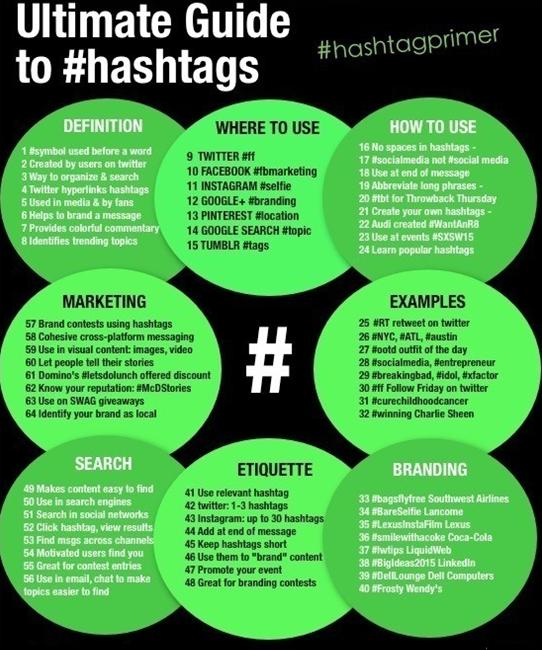 Ultimate Guide
to #hashtags
#hashtagprimer
DEFINITION
1 #symbol used before a word
2 Created by users on twitter
3 Way to organize & search
4 Twitter hyperlinks hashtags
5 Used in media & by fans
6 Helps to brand a message
7 Provides colorful commentary
8 Identifies trending topics
WHERE TO USE
9 TWITTER #ff
10 FACEBOOK #fbmarketing
11 INSTAGRAM #selfie
12 GOOGLE+ #branding
13 PINTEREST #location
14 GOOGLE SEARCH #topic
15 TUMBLR #tags
HOW TO USE
16 No spaces in hashtags -
17 #socialmedia not #social media
18 Use at end of message
19 Abbreviate long phrases -
20 #tbt for Throwback Thursday
21 Create your own hashtags -
22 Audi created #WantAnR8
23 Use at events #SXSW15
24 Learn popular hashtags
MARKETING
57 Brand contests using hashtags
58 Cohesive cross-platform messaging
59 Use in visual content: images, video
60 Let people tell their stories
61 Domino's #letsdolunch offered discount
62 Know your reputation: #McDStories
63 Use on SWAG giveaways
64 Identify your brand as local
#
EXAMPLES
25 #RT retweet on twitter
26 #NYC, #ATL, #austin
27 #ootd outfit of the day
28 #socialmedia, #entrepreneur
29 #breakingbad, #idol, #xfactor
30 #ff Follow Friday on twitter
31 #curechildhoodcancer
32 #winning Charlie Sheen
SEARCH
49 Makes content easy to find
50 Use in search engines
51 Search in social networks
52 Click hashtag, view results
53 Find msgs across channels
54 Motivated users find you
55 Great for contest entries
56 Use in email, chat to make
topics easier to find
ETIQUETTE
41 Use relevant hashtag
42 twitter: 1-3 hashtags
43 Instagram: up to 30 hashtags
44 Add at end of message
45 Keep hashtags short
46 Use them to "brand" content
47 Promote your event
48 Great for branding contests
BRANDING
33 #bagsflyfree Southwest Airlines
34 #BareSelfie Lancome
35 #LexusInstaFilm Lexus
36 #smilewithacoke Coca-Cola
37 #lwtips LiquidWeb
38 #BigIdeas2015 LinkedIn
39 #DellLounge Dell Computers
40 #Frosty Wendy's